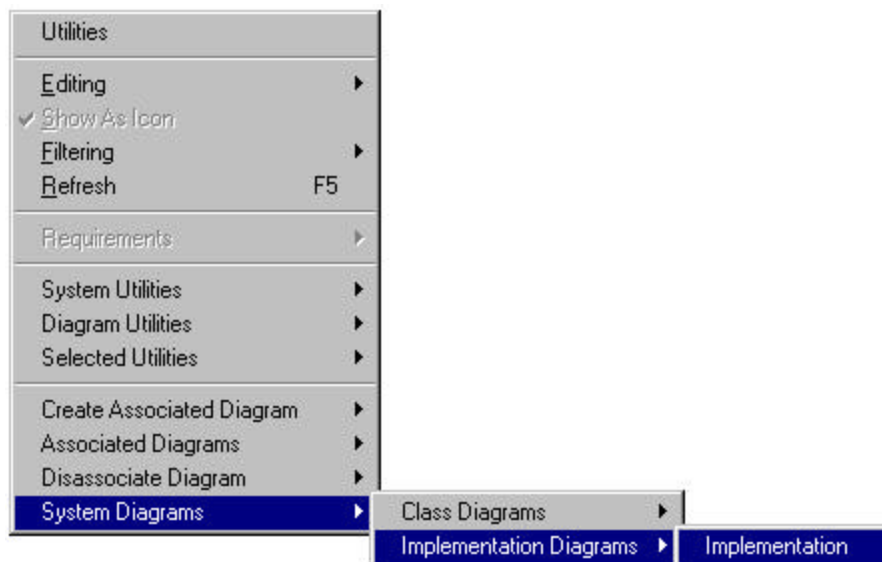 Utilities
Editing
Show As Icon
Filtering
Refresh F5
Requirements
System Utilities
Diagram Utilities
Selected Utilities
Create Associated Diagram
Associated Diagrams
Disassociate Diagram
System Diagrams
Class Diagrams
Implementation Diagrams
Implementation